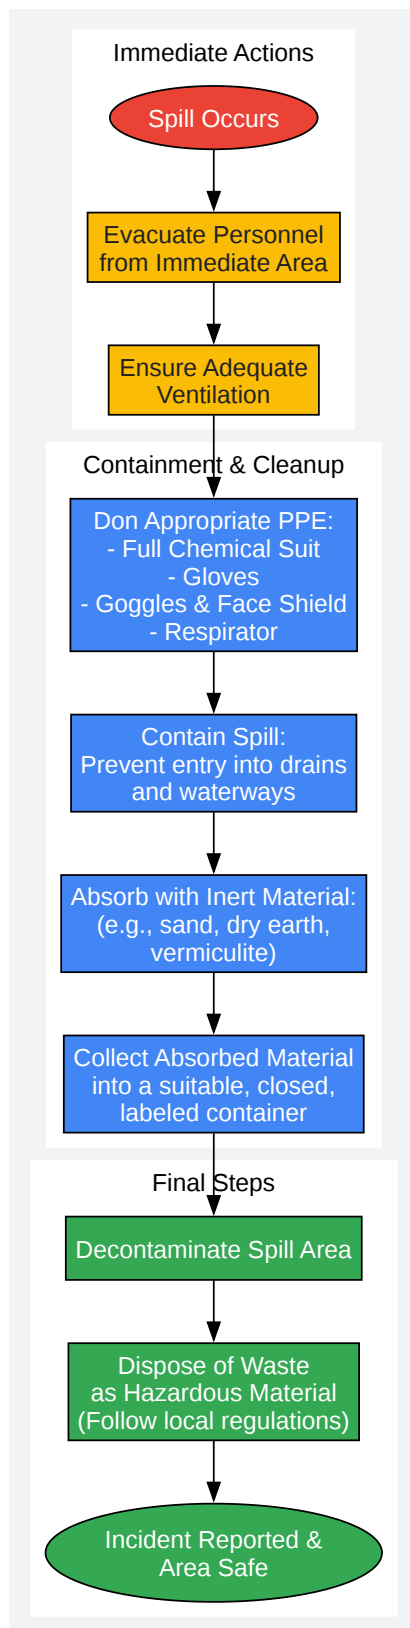 Immediate Actions
Spill Occurs
Evacuate Personnel
from Immediate Area
Ensure Adequate
Ventilation
Containment & Cleanup
Don Appropriate PPE:
- Full Chemical Suit
- Gloves
- Goggles & Face Shield
- Respirator
Contain Spill:
Prevent entry into drains
and waterways
Absorb with Inert Material:
(e.g., sand, dry earth,
vermiculite)
Collect Absorbed Material
into a suitable, closed,
labeled container
Final Steps
Decontaminate Spill Area
Dispose of Waste
as Hazardous Material
(Follow local regulations)
Incident Reported &
Area Safe